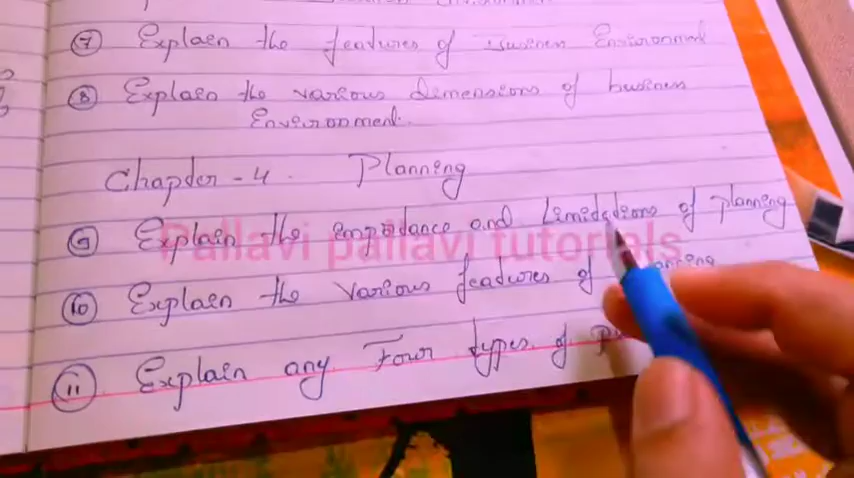 ⑦ Explain the features of Business Environment
⑧ Explain the various dimensions of business
Environment.
Chapter - 4. Planning
⑨ Explain the importance and Limitations of planning
Pallavi pallavi tutorials
⑩ Explain the various features of
⑪ Explain any Four types of